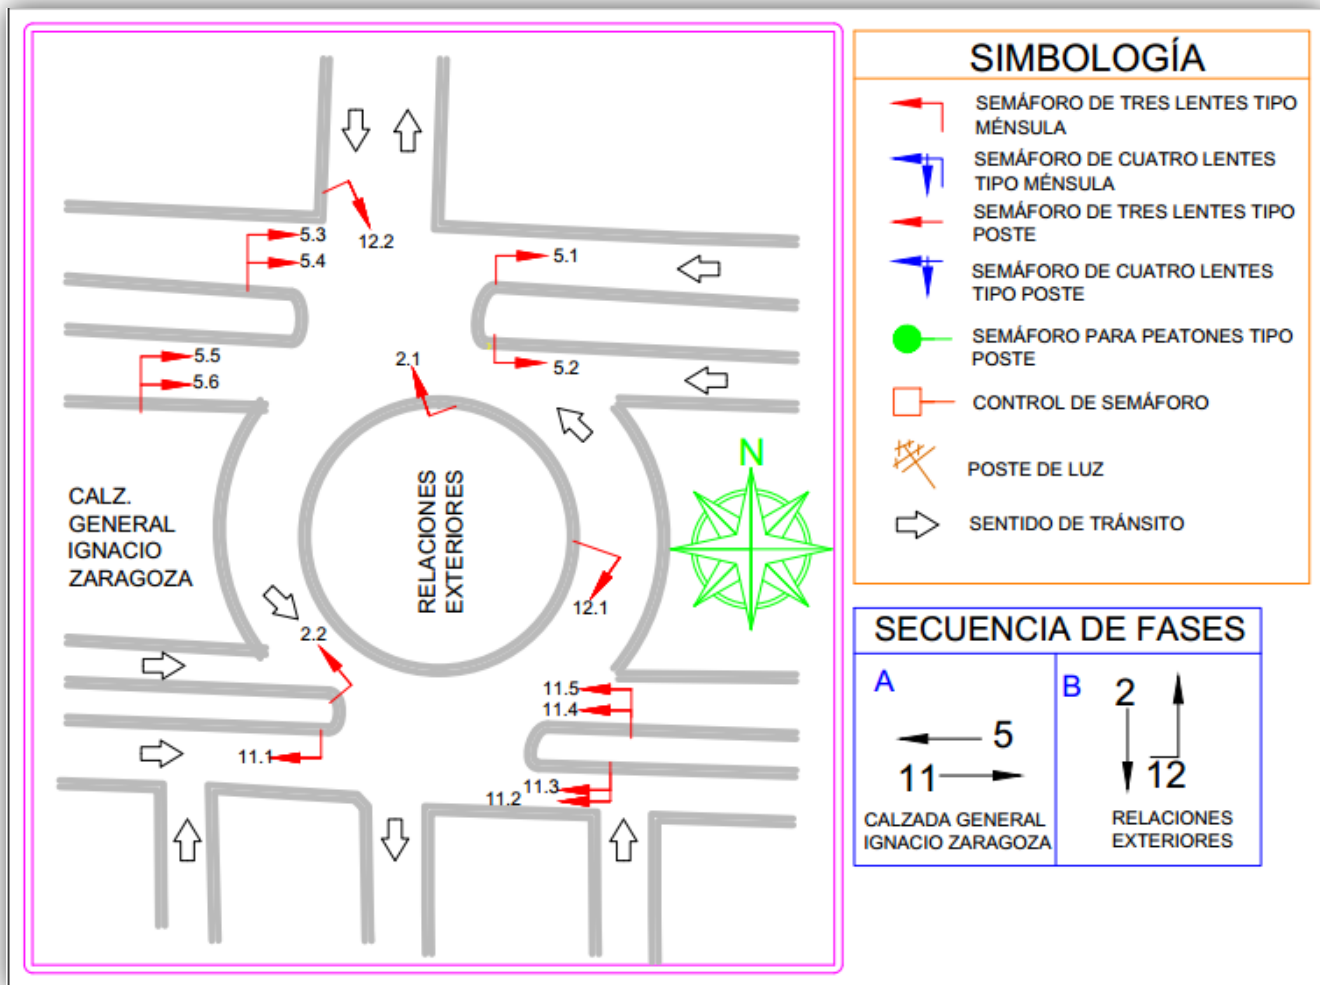 5.3
5.4
12.2
5.1
5.5
5.6
2.1
5.2
N
CALZ.
GENERAL
IGNACIO
ZARAGOZA
RELACIONES
EXTERIORES
12.1
2.2
11.5
11.4
11.1
11.3
11.2
SIMBOLOGÍA
SEMÁFORO DE TRES LENTES TIPO
MÉNSULA
SEMÁFORO DE CUATRO LENTES
TIPO MÉNSULA
SEMÁFORO DE TRES LENTES TIPO
POSTE
SEMÁFORO DE CUATRO LENTES
TIPO POSTE
SEMÁFORO PARA PEATONES TIPO
POSTE
CONTROL DE SEMÁFORO
POSTE DE LUZ
SENTIDO DE TRÁNSITO
SECUENCIA DE FASES
A
5
11
CALZADA GENERAL
IGNACIO ZARAGOZA
B
2
12
RELACIONES
EXTERIORES